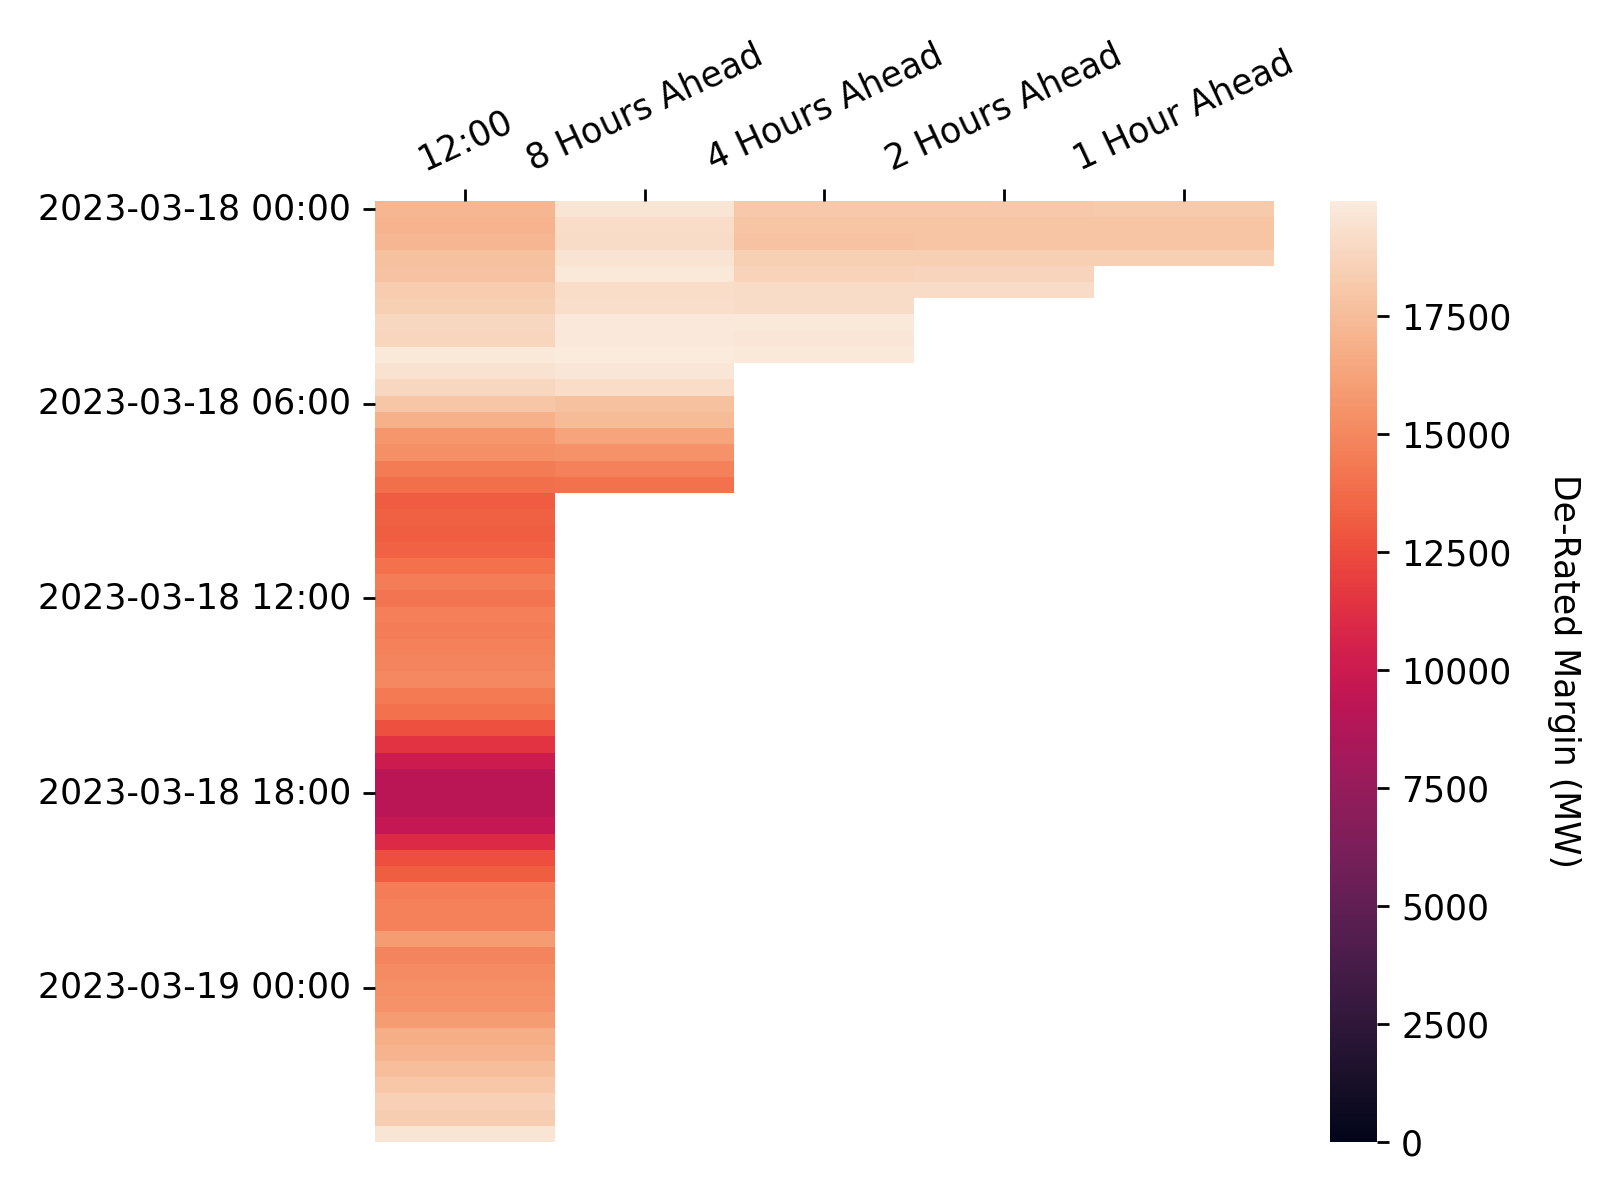 12:00
8 Hours Ahead
4 Hours Ahead
2 Hours Ahead
1 Hour Ahead
2023-03-18 00:00
2023-03-18 06:00
2023-03-18 12:00
2023-03-18 18:00
2023-03-19 00:00
17500
15000
12500
10000
7500
5000
2500
0
De-Rated Margin (MW)